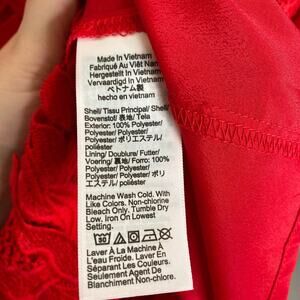 Made In Vietnam
Fabriqué Au Viêt Nam
Hergestellt In Vietnam
Vervaardigd In Vietnam
ベトナム製
hecho en vietnam
Shell/ Tissu Principal/ Shell/
Bovenstof/ 表地/ Tela
Exterior: 100% Polyester/
Polyester/ Polyester/
Polyester/ ポリエステル/
poliéster
Lining/ Doublure/ Futter/
Voering/ 裏地/ Forro: 100%
Polyester/ Polyester/
Polyester/ Polyester/ ポリ
エステル/ poliéster
Machine Wash Cold. With
Like Colors. Non-chlorine
Bleach Only. Tumble Dry
Low. Iron On Lowest
Setting.
30
Laver À La Machine À
L'eau Froide. Laver En
Séparant Les Couleurs.
Seulement Agent De
Blanchiment Non